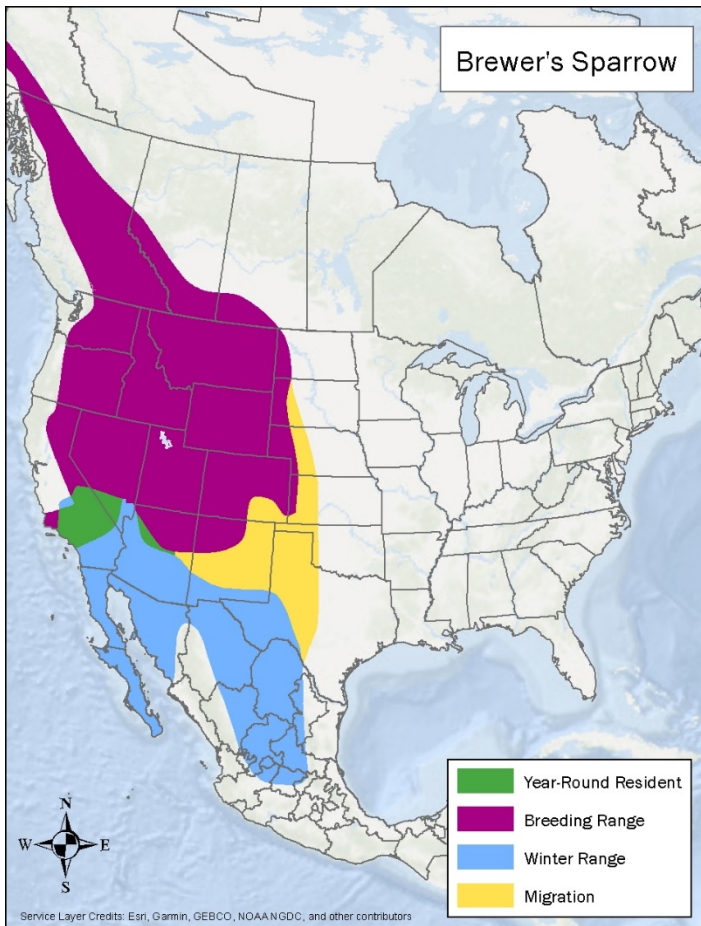 Brewer's Sparrow
Year-Round Resident
Breeding Range
Winter Range
Migration
N
W E
S
Service Layer Credits: Esri, Garmin, GEBCO, NOAA NGDC, and other contributors